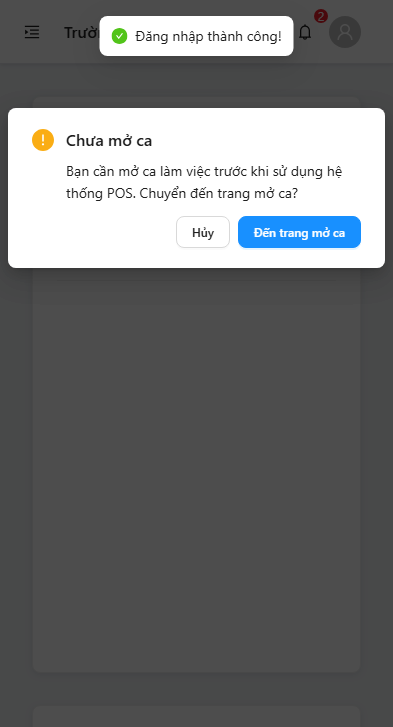 Đăng nhập thành công!
2
Chưa mở ca
Bạn cần mở ca làm việc trước khi sử dụng hệ
thống POS. Chuyển đến trang mở ca?
Hủy
Đến trang mở ca